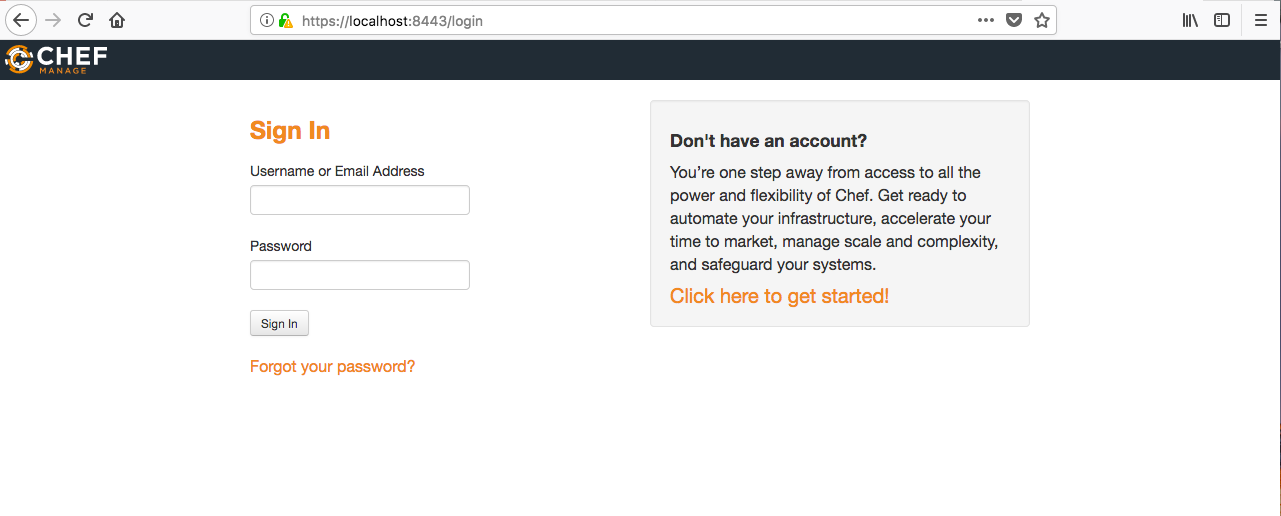 https://localhost:8443/login
CHEF
MANAGE
Sign In
Username or Email Address
Password
Sign In
Forgot your password?
Don't have an account?
You’re one step away from access to all the
power and flexibility of Chef. Get ready to
automate your infrastructure, accelerate your
time to market, manage scale and complexity,
and safeguard your systems.
Click here to get started!